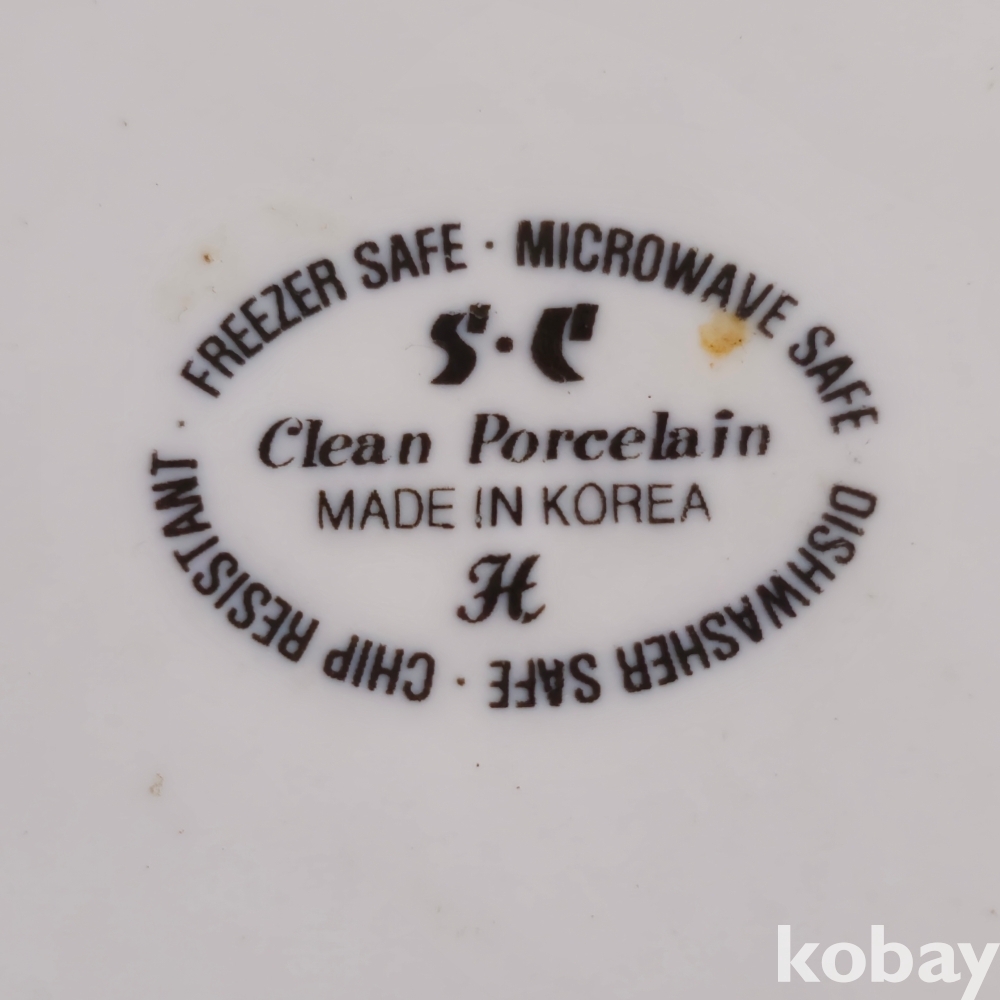 FREEZER SAFE · MICROWAVE SAFE
S·C
Clean Porcelain
MADE IN KOREA
H
DISHWASHER SAFE · CHIP RESISTANT ·
kobay